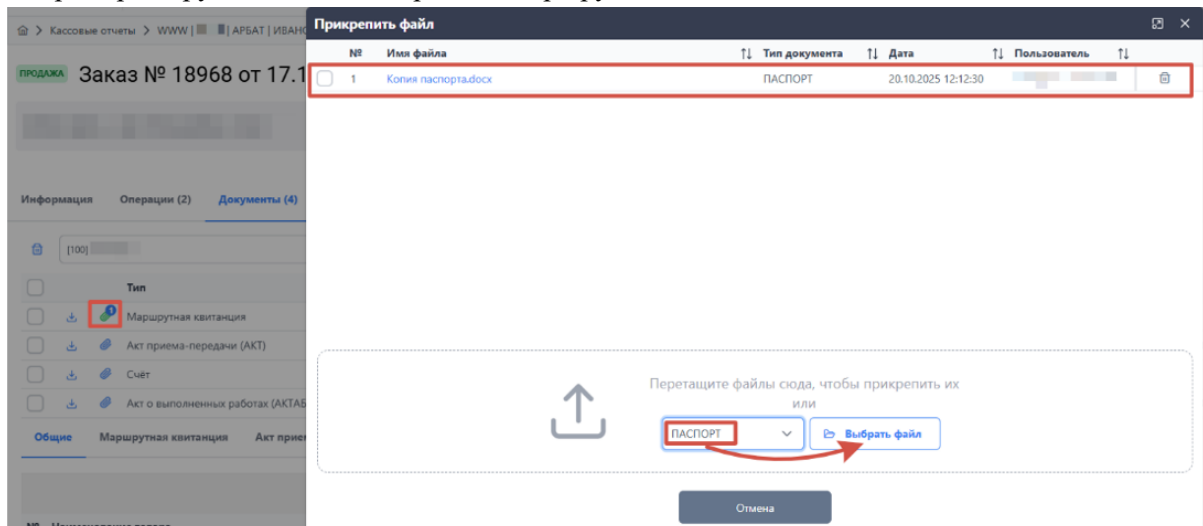 Кассовые отчеты > WWW | | АРБАТ | ИВАНО
ПРОДАЖА Заказ № 18968 от 17.1
Информация Операции (2) Документы (4)
[100]
Тип
1
Маршрутная квитанция
Акт приема-передачи (АКТ)
Счёт
Акт о выполненных работах (АКТАБ
Общие Маршрутная квитанция Акт прием
Прикрепить файл
№ Имя файла Тип документа Дата Пользователь
1 Копия паспорта.docx ПАСПОРТ 20.10.2025 12:12:30
Перетащите файлы сюда, чтобы прикрепить их
или
ПАСПОРТ Выбрать файл
Отмена